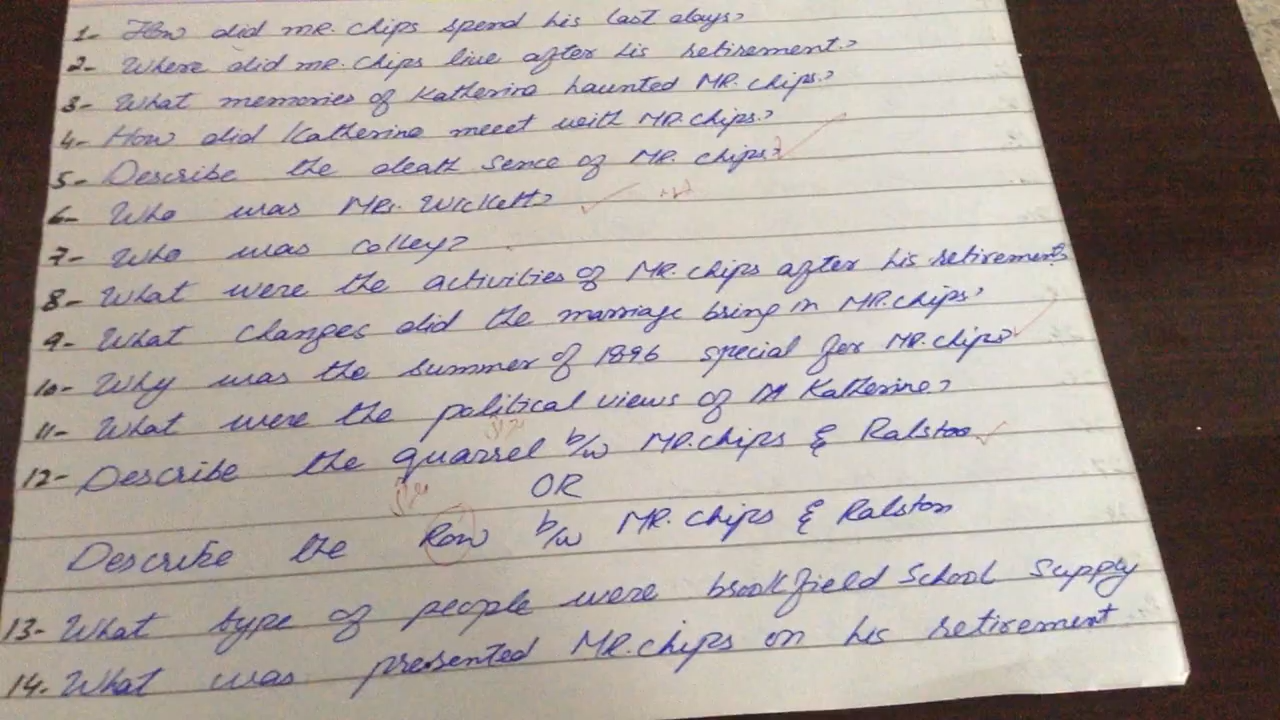 1- How did MR. Chips spend his last days?
2- Where did MR. Chips live after his retirement?
3- What memories of Katherine haunted MR. Chips?
4- How did Katherine meeet with MR. Chips?
5- Describe the death sence of MR. Chips?
6- Who was MRs. Wickett?
7- Who was colley?
8- What were the activities of MR. Chips after his retirements
9- What changes did the marriage bring in MR. Chips?
10- Why was the summer of 1896 special for MR. Chips?
11- What were the political views of Katherine?
12- Describe the quarrel b/w MR. Chips & Ralston
OR
Describe the Row b/w MR. Chips & Ralston
13- What type of people were brookfield School Supply
14- What was presented MR. Chips on his retirement